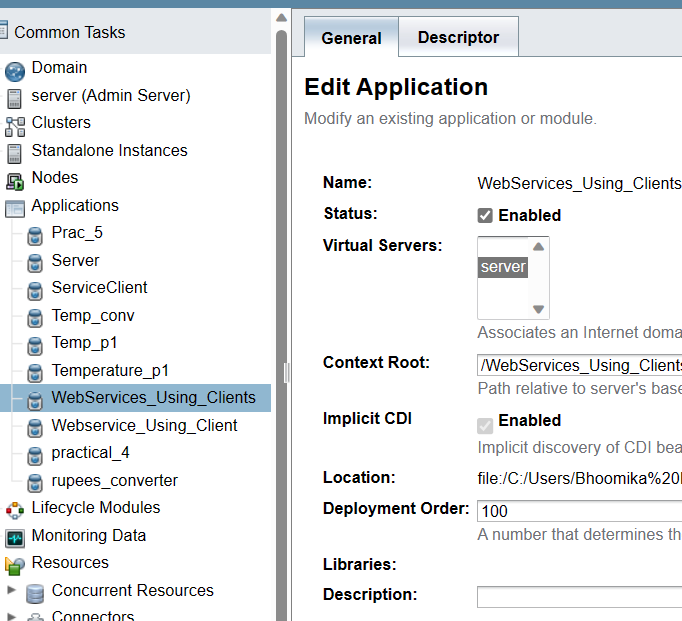 Common Tasks
Domain
server (Admin Server)
Clusters
Standalone Instances
Nodes
Applications
Prac_5
Server
ServiceClient
Temp_conv
Temp_p1
Temperature_p1
WebServices_Using_Clients
Webservice_Using_Client
practical_4
rupees_converter
Lifecycle Modules
Monitoring Data
Resources
Concurrent Resources
Connectors
General Descriptor
Edit Application
Modify an existing application or module.
Name: WebServices_Using_Clients
Status: Enabled
Virtual Servers: server
Associates an Internet doma
Context Root: /WebServices_Using_Clients
Path relative to server's base
Implicit CDI Enabled
Implicit discovery of CDI bea
Location: file:/C:/Users/Bhoomika%20
Deployment Order: 100
A number that determines th
Libraries:
Description: